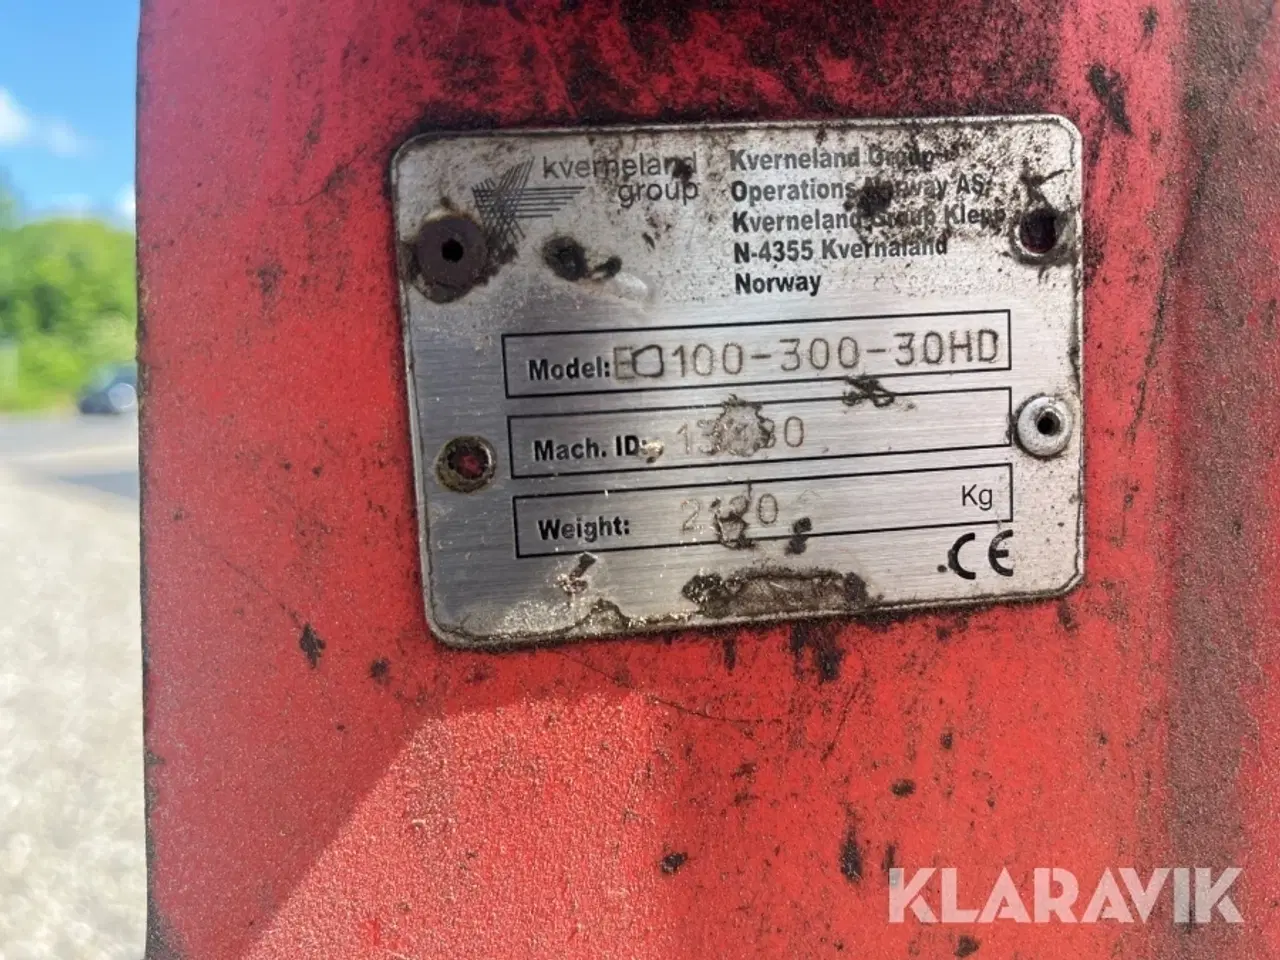 kverneland
group
Kverneland Group
Operations Norway AS
Kverneland Group Klepp
N-4355 Kvernaland
Norway
Model: EO100-300-30HD
Mach. ID:
Weight: Kg
CE
KLARAVIK